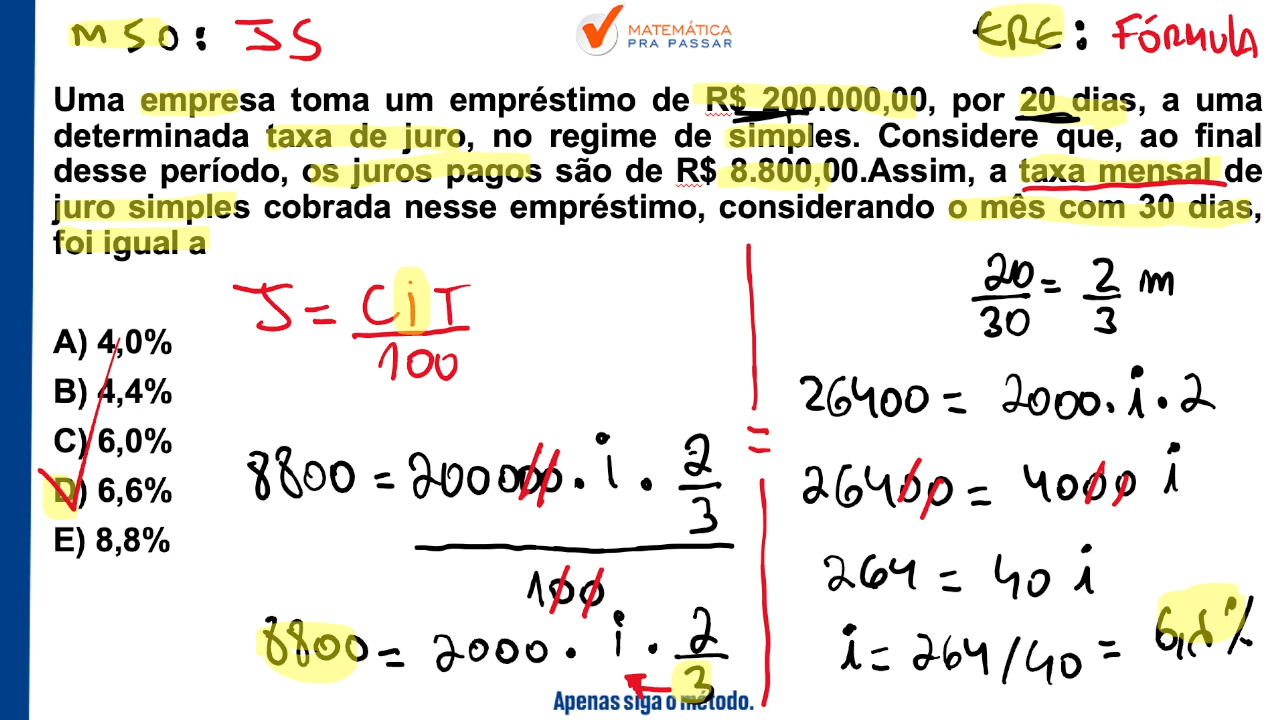 MSO: JS
MATEMÁTICA
PRA PASSAR
ERE: FÓRMULA
Uma empresa toma um empréstimo de R$ 200.000,00, por 20 dias, a uma
determinada taxa de juro, no regime de simples. Considere que, ao final
desse período, os juros pagos são de R$ 8.800,00.Assim, a taxa mensal de
juro simples cobrada nesse empréstimo, considerando o mês com 30 dias,
foi igual a
A) 4,0%
B) 4,4%
C) 6,0%
D) 6,6%
E) 8,8%
J = CiT
100
8800 = 200000 . i . 2
3
100
8800 = 2000 . i . 2
3
20 = 2 m
30 3
=
26400 = 2000 . i . 2
26400 = 4000 i
264 = 40 i
i = 264/40 = 6,6%
Apenas siga o método.